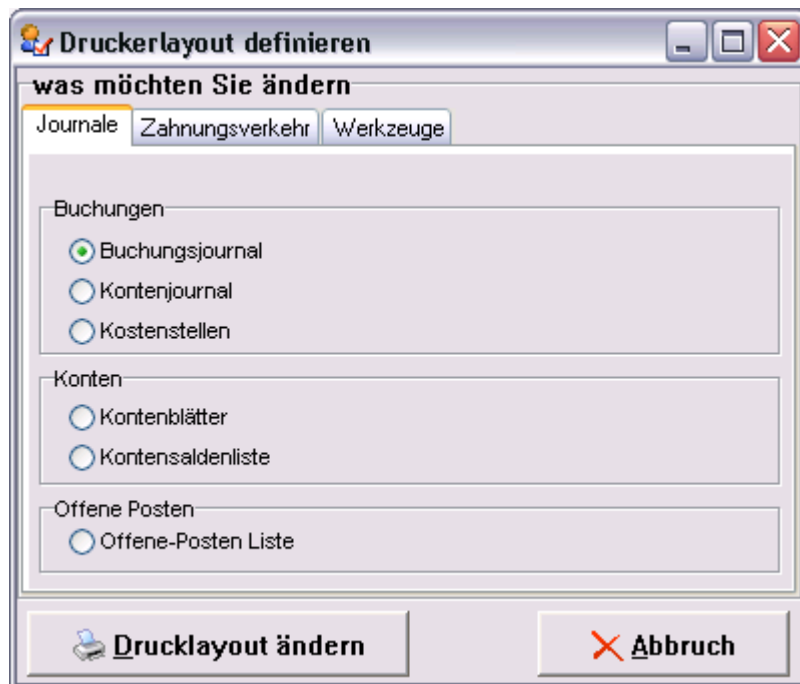 Druckerlayout definieren
was möchten Sie ändern
Journale Zahnungsverkehr Werkzeuge
Buchungen
Buchungsjournal
Kontenjournal
Kostenstellen
Konten
Kontenblätter
Kontensaldenliste
Offene Posten
Offene-Posten Liste
Drucklayout ändern Abbruch